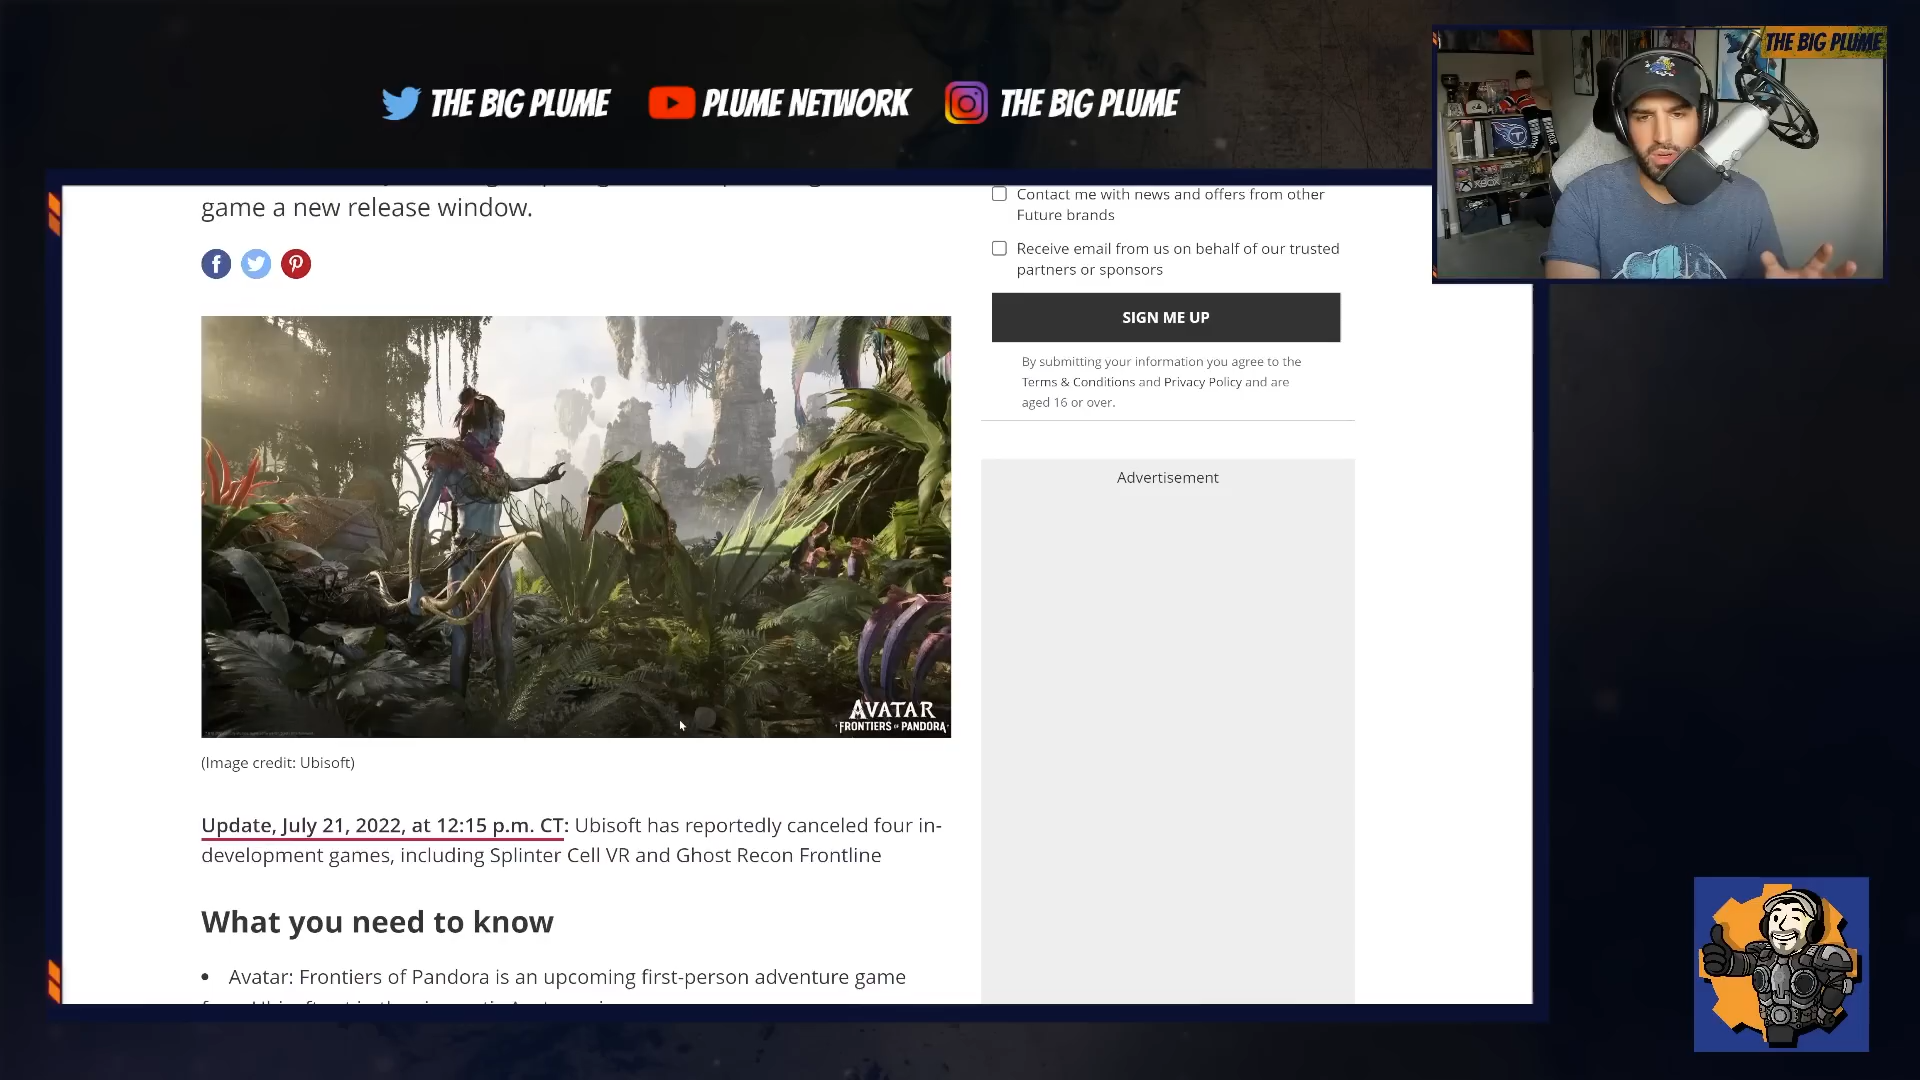 THE BIG PLUME
PLUME NETWORK
THE BIG PLUME
THE BIG PLUME
game a new release window.
AVATAR
FRONTIERS OF PANDORA
(Image credit: Ubisoft)
Update, July 21, 2022, at 12:15 p.m. CT: Ubisoft has reportedly canceled four in-
development games, including Splinter Cell VR and Ghost Recon Frontline
What you need to know
• Avatar: Frontiers of Pandora is an upcoming first-person adventure game
Contact me with news and offers from other
Future brands
Receive email from us on behalf of our trusted
partners or sponsors
SIGN ME UP
By submitting your information you agree to the
Terms & Conditions and Privacy Policy and are
aged 16 or over.
Advertisement
XBOX